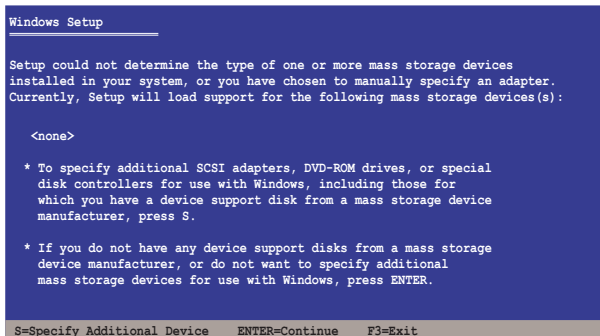 Windows Setup
Setup could not determine the type of one or more mass storage devices
installed in your system, or you have chosen to manually specify an adapter.
Currently, Setup will load support for the following mass storage devices(s):
<none>
* To specify additional SCSI adapters, DVD-ROM drives, or special
disk controllers for use with Windows, including those for
which you have a device support disk from a mass storage device
manufacturer, press S.
* If you do not have any device support disks from a mass storage
device manufacturer, or do not want to specify additional
mass storage devices for use with Windows, press ENTER.
S=Specify Additional Device ENTER=Continue F3=Exit